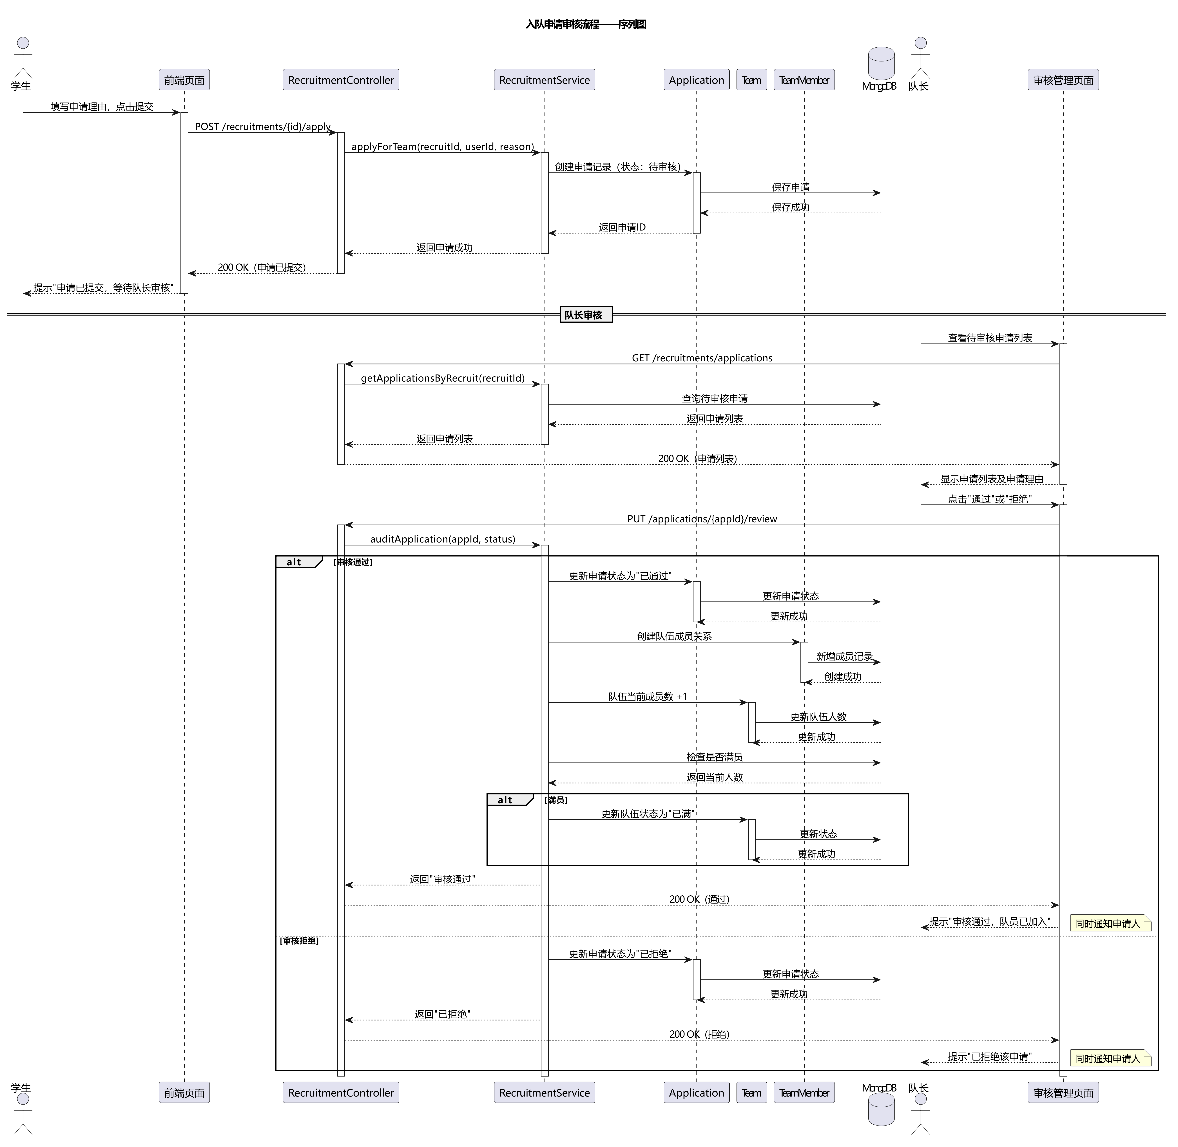 入队申请审核流程——序列图
学生
前端页面
RecruitmentController
RecruitmentService
Application
Team
TeamMember
MongoDB
队长
审核管理页面
填写申请理由，点击提交
POST /recruitments/{id}/apply
applyForTeam(recruitId, userId, reason)
创建申请记录（状态：待审核）
保存申请
保存成功
返回申请ID
返回申请成功
200 OK（申请已提交）
提示"申请已提交，等待队长审核"
队长审核
查看待审核申请列表
GET /recruitments/applications
getApplicationsByRecruit(recruitId)
查询待审核申请
返回申请列表
返回申请列表
200 OK（申请列表）
显示申请列表及申请理由
点击"通过"或"拒绝"
PUT /applications/{appId}/review
auditApplication(appId, status)
alt [审核通过]
更新申请状态为"已通过"
更新申请状态
更新成功
创建队伍成员关系
新增成员记录
创建成功
队伍当前成员数 +1
更新队伍人数
更新成功
检查是否满员
返回当前人数
alt [满员]
更新队伍状态为"已满"
更新状态
更新成功
返回"审核通过"
200 OK（通过）
提示"审核通过，队员已加入"
同时通知申请人
[审核拒绝]
更新申请状态为"已拒绝"
更新申请状态
更新成功
返回"已拒绝"
200 OK（拒绝）
提示"已拒绝该申请"
同时通知申请人
学生
前端页面
RecruitmentController
RecruitmentService
Application
Team
TeamMember
MongoDB
队长
审核管理页面